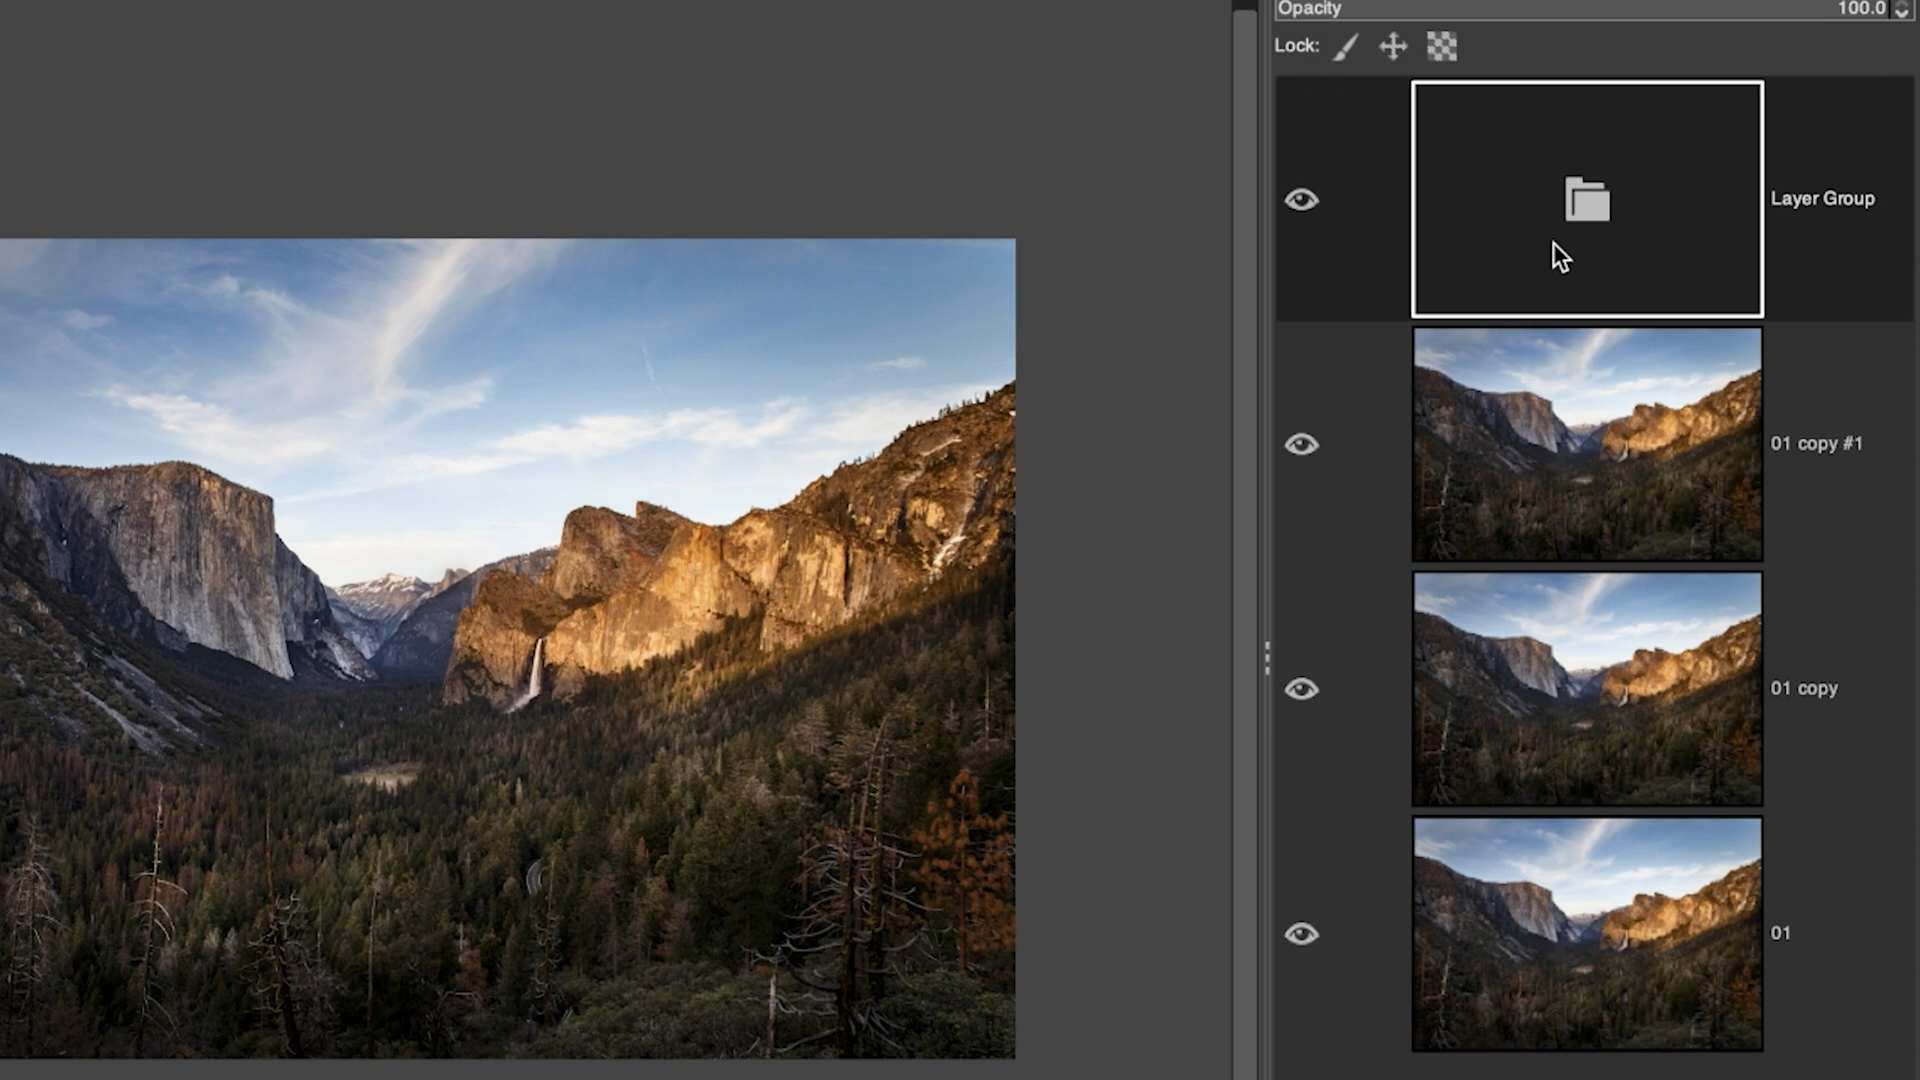 Opacity 100.0
Lock:
Layer Group
01 copy #1
01 copy
01